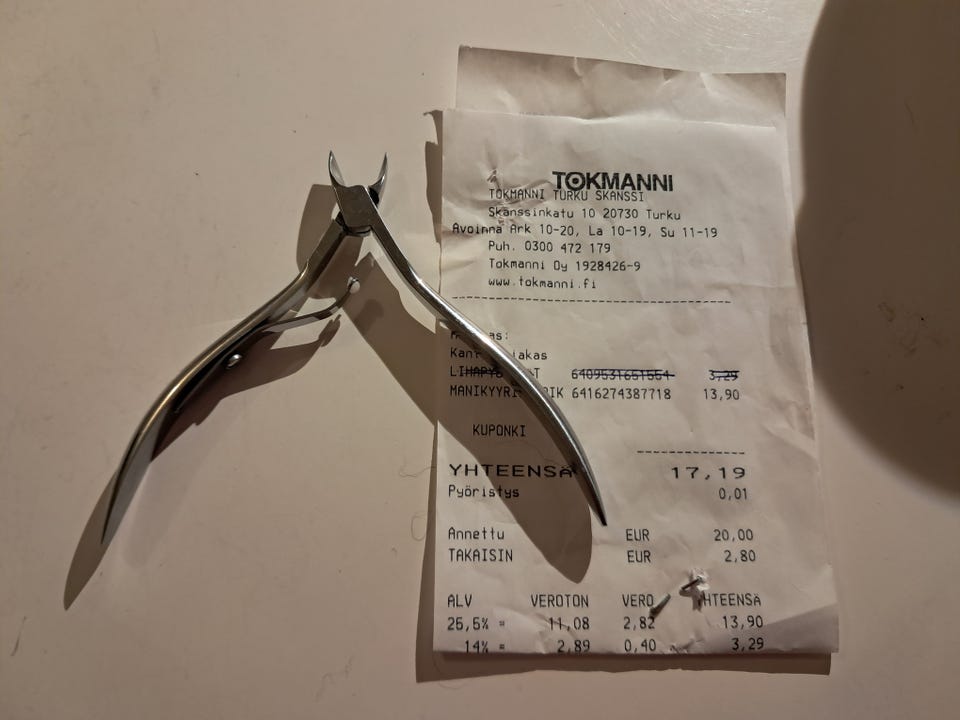 TOKMANNI
TOKMANNI TURKU SKANSSI
Skanssinkatu 10 20730 Turku
Avoinna Ark 10-20, La 10-19, Su 11-19
Puh. 0300 472 179
Tokmanni Oy 1928426-9
www.tokmanni.fi
6409531651554 3,29
6416274387718 13,90
KUPONKI
YHTEENSÄ 17,19
Pyöristys 0,01
Annettu EUR 20,00
TAKAISIN EUR 2,80
ALV VEROTON VERO YHTEENSÄ
25,5% = 11,08 2,82 13,90
14% = 2,89 0,40 3,29